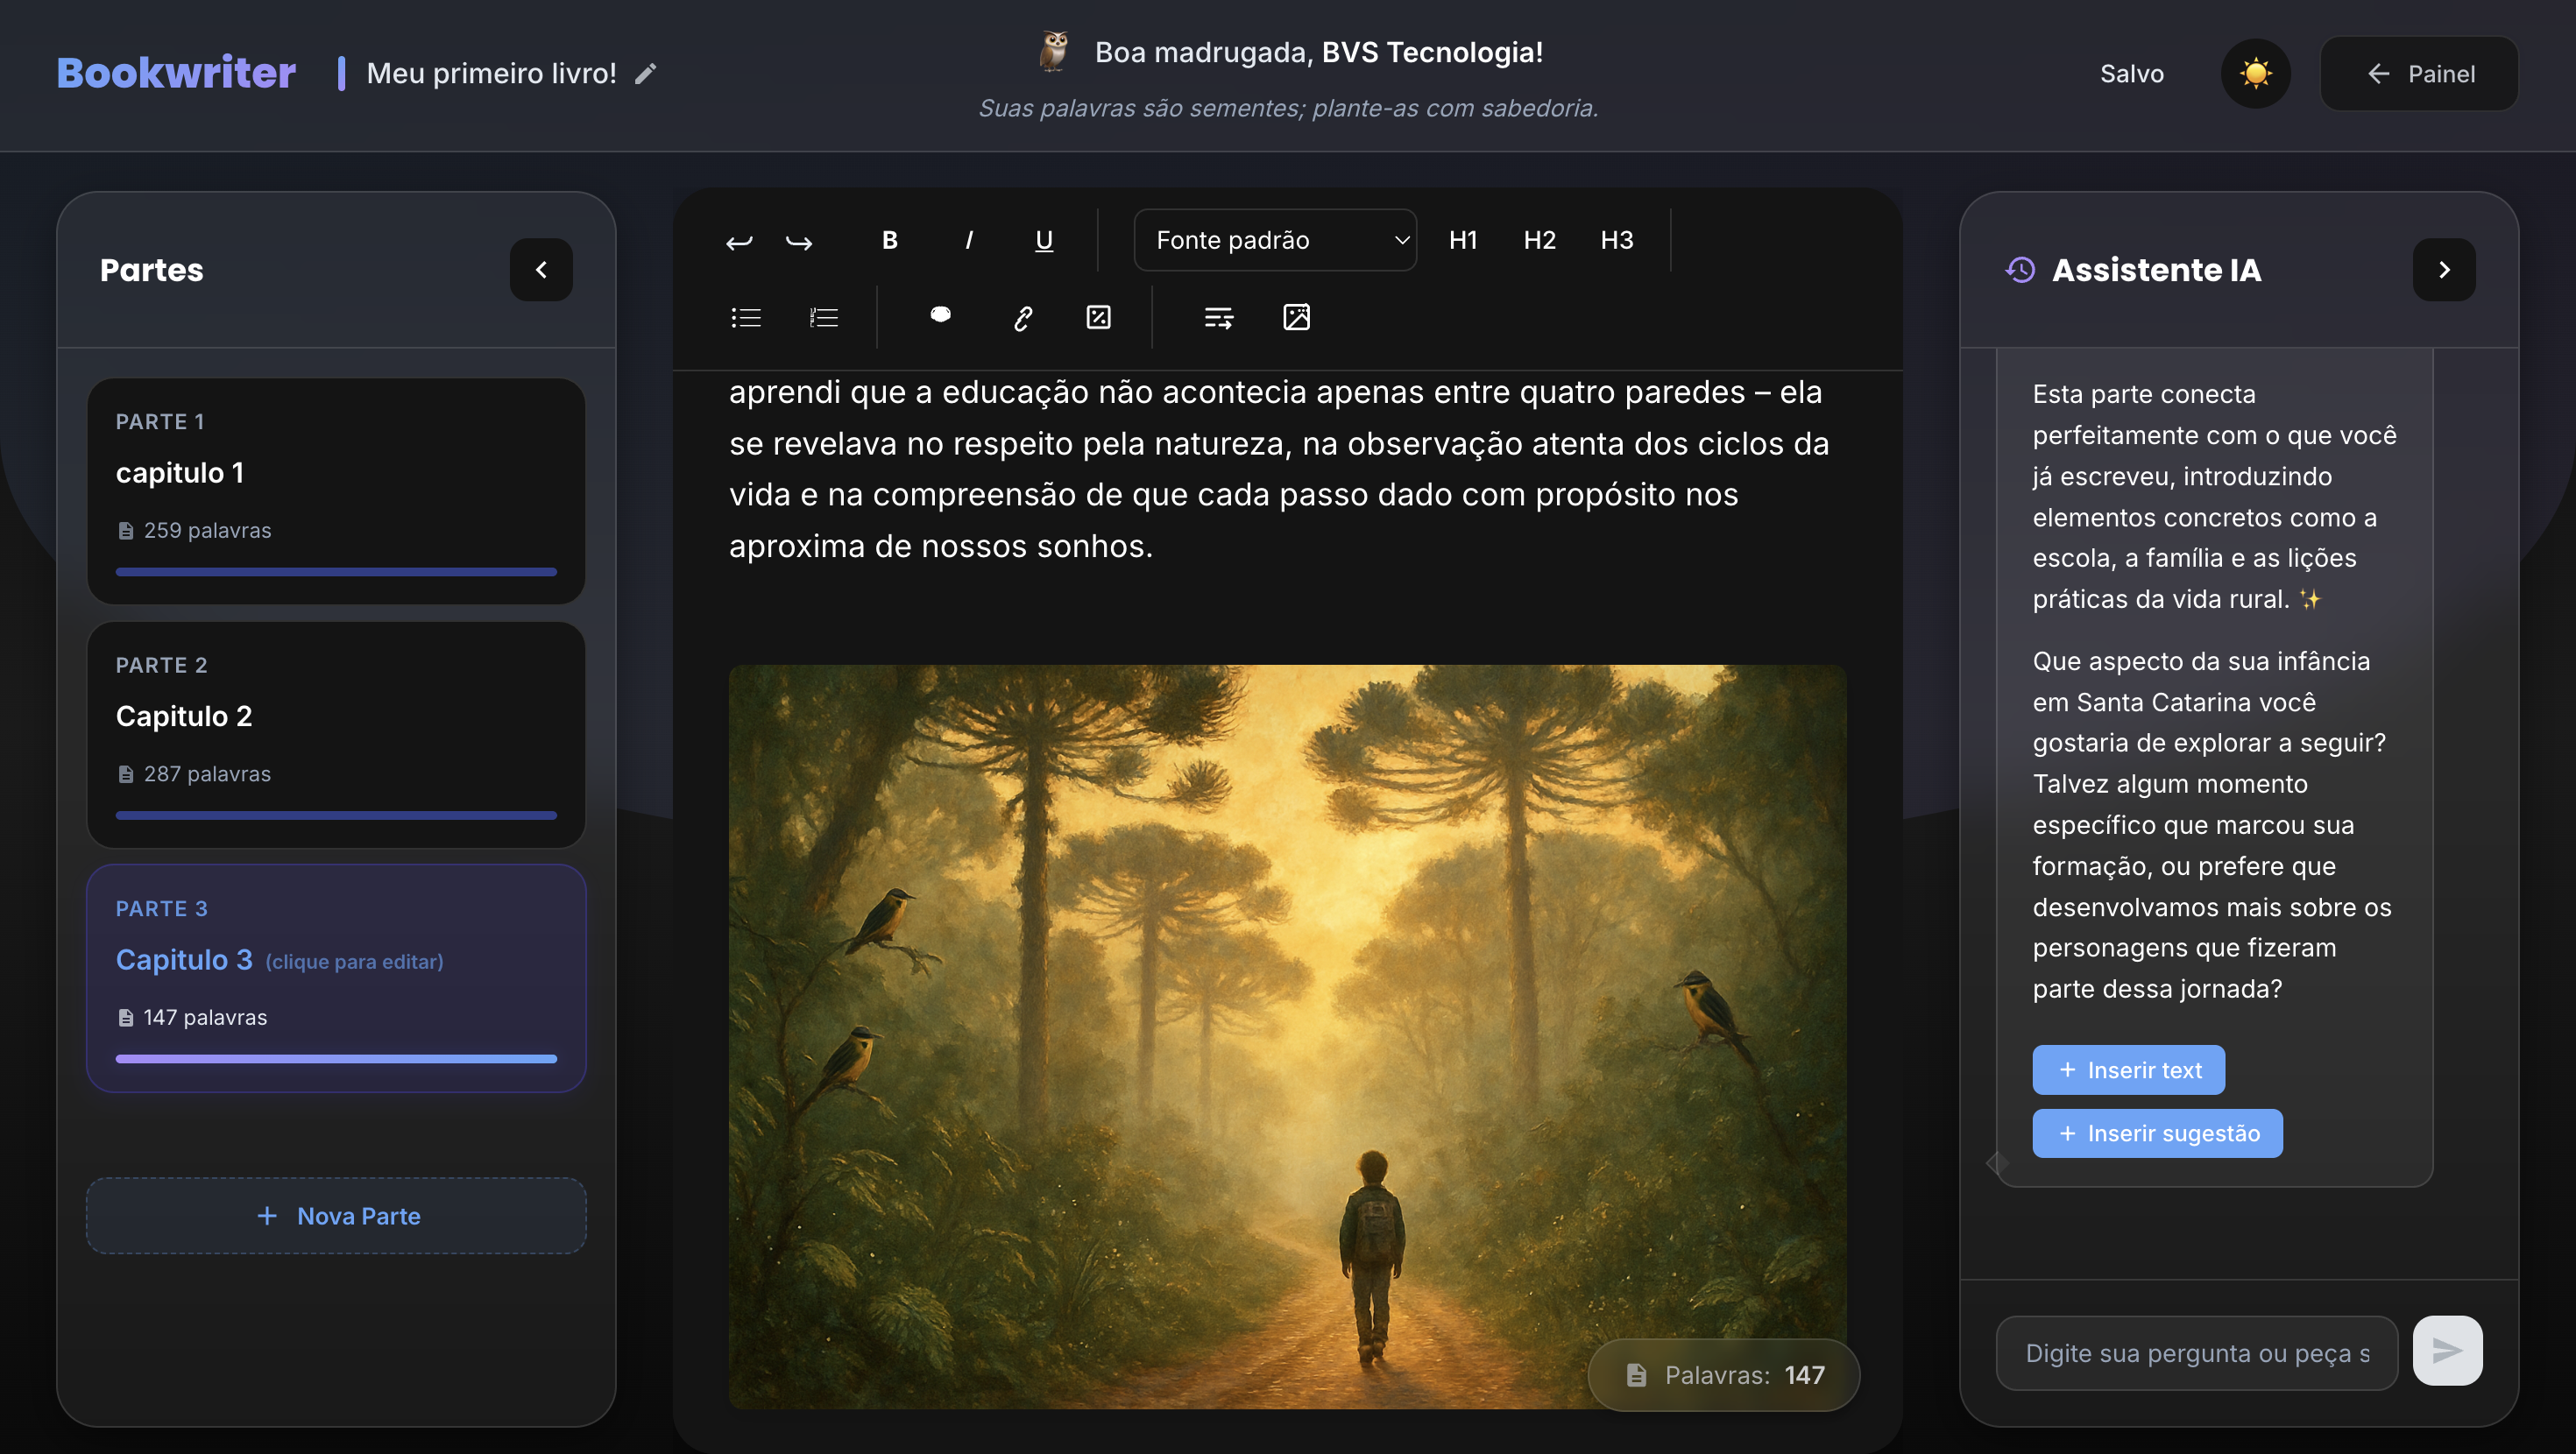 Bookwriter
Meu primeiro livro!
Boa madrugada, BVS Tecnologia!
Suas palavras são sementes; plante-as com sabedoria.
Salvo
Painel
Partes
PARTE 1
capitulo 1
259 palavras
PARTE 2
Capitulo 2
287 palavras
PARTE 3
Capitulo 3 (clique para editar)
147 palavras
Nova Parte
B I U Fonte padrão H1 H2 H3
aprendi que a educação não acontecia apenas entre quatro paredes – ela
se revelava no respeito pela natureza, na observação atenta dos ciclos da
vida e na compreensão de que cada passo dado com propósito nos
aproxima de nossos sonhos.
Palavras: 147
Assistente IA
Esta parte conecta
perfeitamente com o que você
já escreveu, introduzindo
elementos concretos como a
escola, a família e as lições
práticas da vida rural. ✨
Que aspecto da sua infância
em Santa Catarina você
gostaria de explorar a seguir?
Talvez algum momento
específico que marcou sua
formação, ou prefere que
desenvolvamos mais sobre os
personagens que fizeram
parte dessa jornada?
+ Inserir text
+ Inserir sugestão
Digite sua pergunta ou peça s